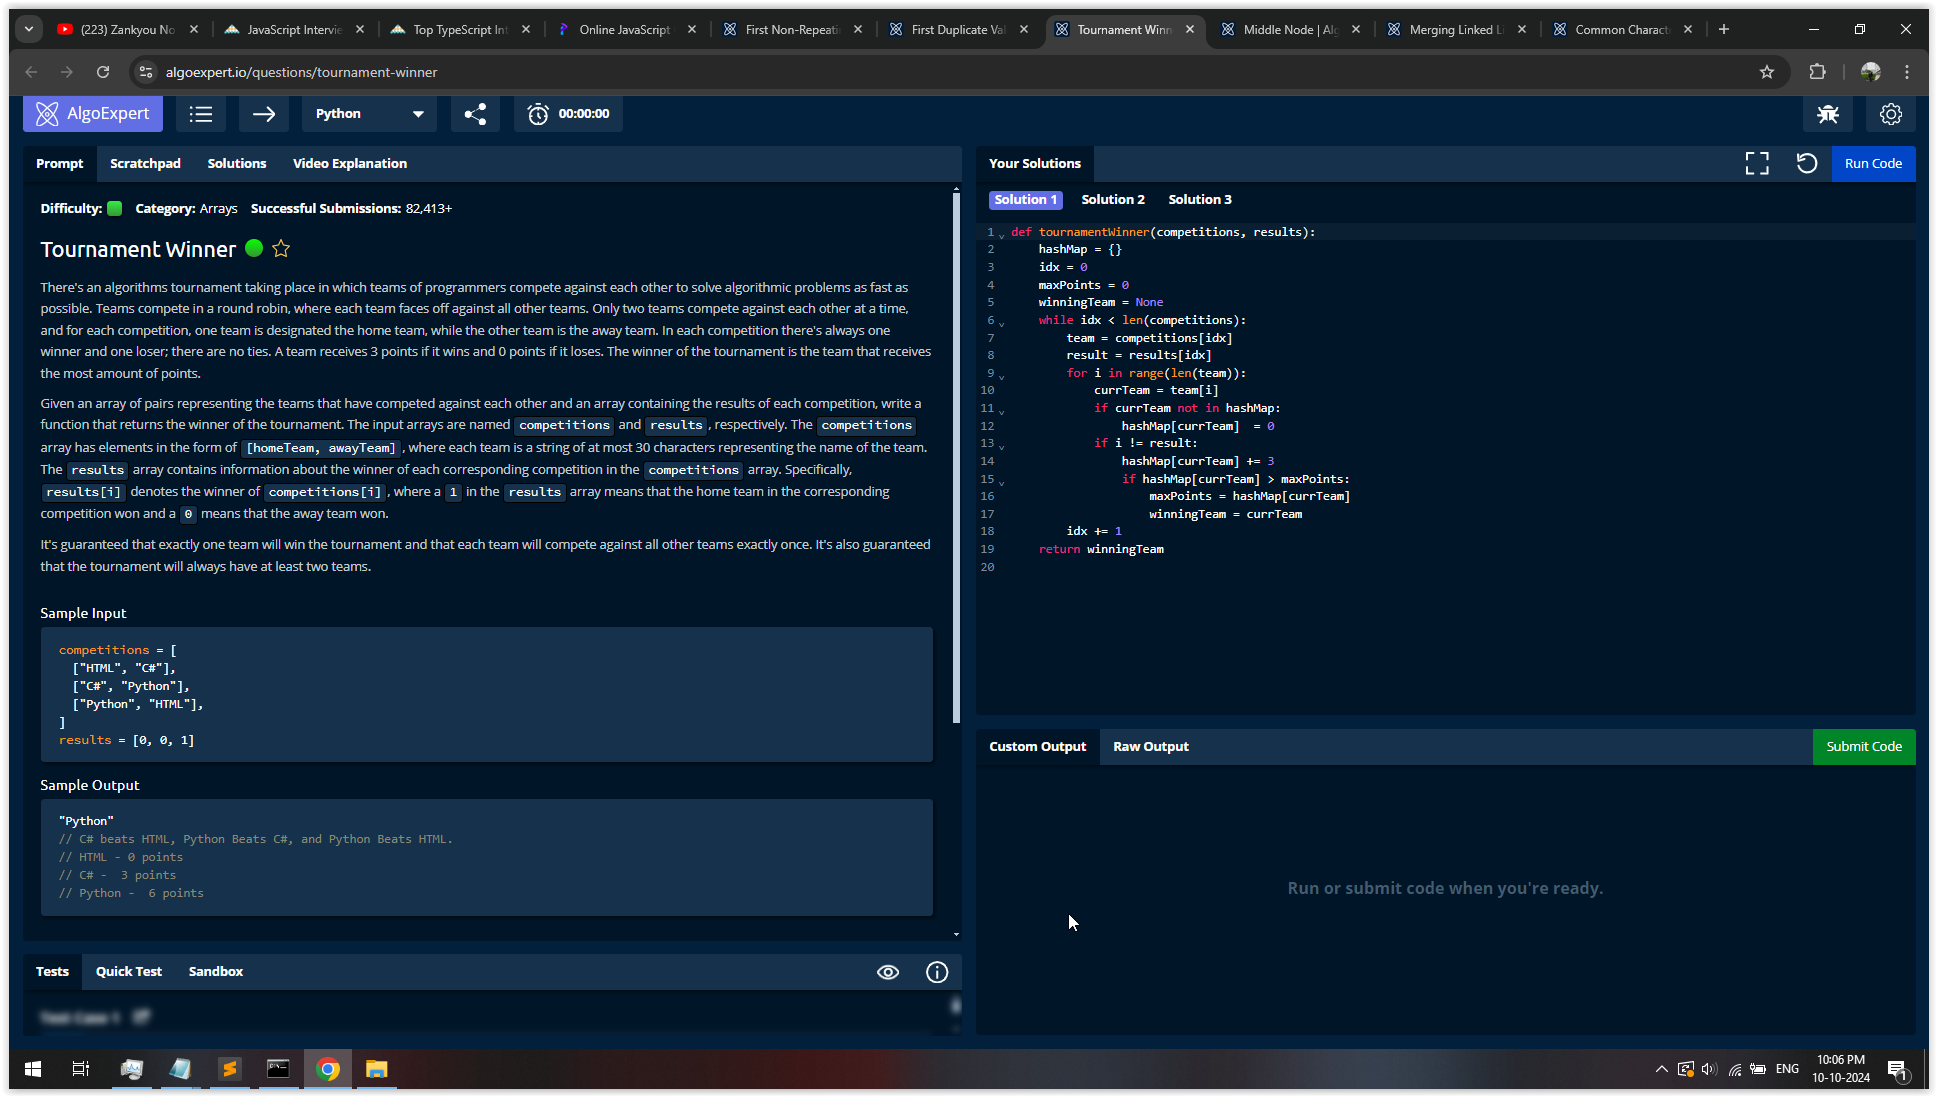 (223) Zankyou No
JavaScript Intervie
Top TypeScript Int
Online JavaScript
First Non-Repeati
First Duplicate Val
Tournament Winn
Middle Node | Alg
Merging Linked Li
Common Charact
algoexpert.io/questions/tournament-winner
AlgoExpert
Python
00:00:00
Prompt Scratchpad Solutions Video Explanation
Difficulty: Category: Arrays Successful Submissions: 82,413+
Tournament Winner
There's an algorithms tournament taking place in which teams of programmers compete against each other to solve algorithmic problems as fast as
possible. Teams compete in a round robin, where each team faces off against all other teams. Only two teams compete against each other at a time,
and for each competition, one team is designated the home team, while the other team is the away team. In each competition there's always one
winner and one loser; there are no ties. A team receives 3 points if it wins and 0 points if it loses. The winner of the tournament is the team that receives
the most amount of points.
Given an array of pairs representing the teams that have competed against each other and an array containing the results of each competition, write a
function that returns the winner of the tournament. The input arrays are named competitions and results, respectively. The competitions
array has elements in the form of [homeTeam, awayTeam], where each team is a string of at most 30 characters representing the name of the team.
The results array contains information about the winner of each corresponding competition in the competitions array. Specifically,
results[i] denotes the winner of competitions[i], where a 1 in the results array means that the home team in the corresponding
competition won and a 0 means that the away team won.
It's guaranteed that exactly one team will win the tournament and that each team will compete against all other teams exactly once. It's also guaranteed
that the tournament will always have at least two teams.
Sample Input
competitions = [
["HTML", "C#"],
["C#", "Python"],
["Python", "HTML"],
]
results = [0, 0, 1]
Sample Output
"Python"
// C# beats HTML, Python Beats C#, and Python Beats HTML.
// HTML - 0 points
// C# - 3 points
// Python - 6 points
Tests Quick Test Sandbox
Your Solutions
Run Code
Solution 1 Solution 2 Solution 3
1 def tournamentWinner(competitions, results):
2 hashMap = {}
3 idx = 0
4 maxPoints = 0
5 winningTeam = None
6 while idx < len(competitions):
7 team = competitions[idx]
8 result = results[idx]
9 for i in range(len(team)):
10 currTeam = team[i]
11 if currTeam not in hashMap:
12 hashMap[currTeam]  = 0
13 if i != result:
14 hashMap[currTeam] += 3
15 if hashMap[currTeam] > maxPoints:
16 maxPoints = hashMap[currTeam]
17 winningTeam = currTeam
18 idx += 1
19 return winningTeam
20
Custom Output Raw Output
Submit Code
Run or submit code when you're ready.
ENG
10:06 PM
10-10-2024
1